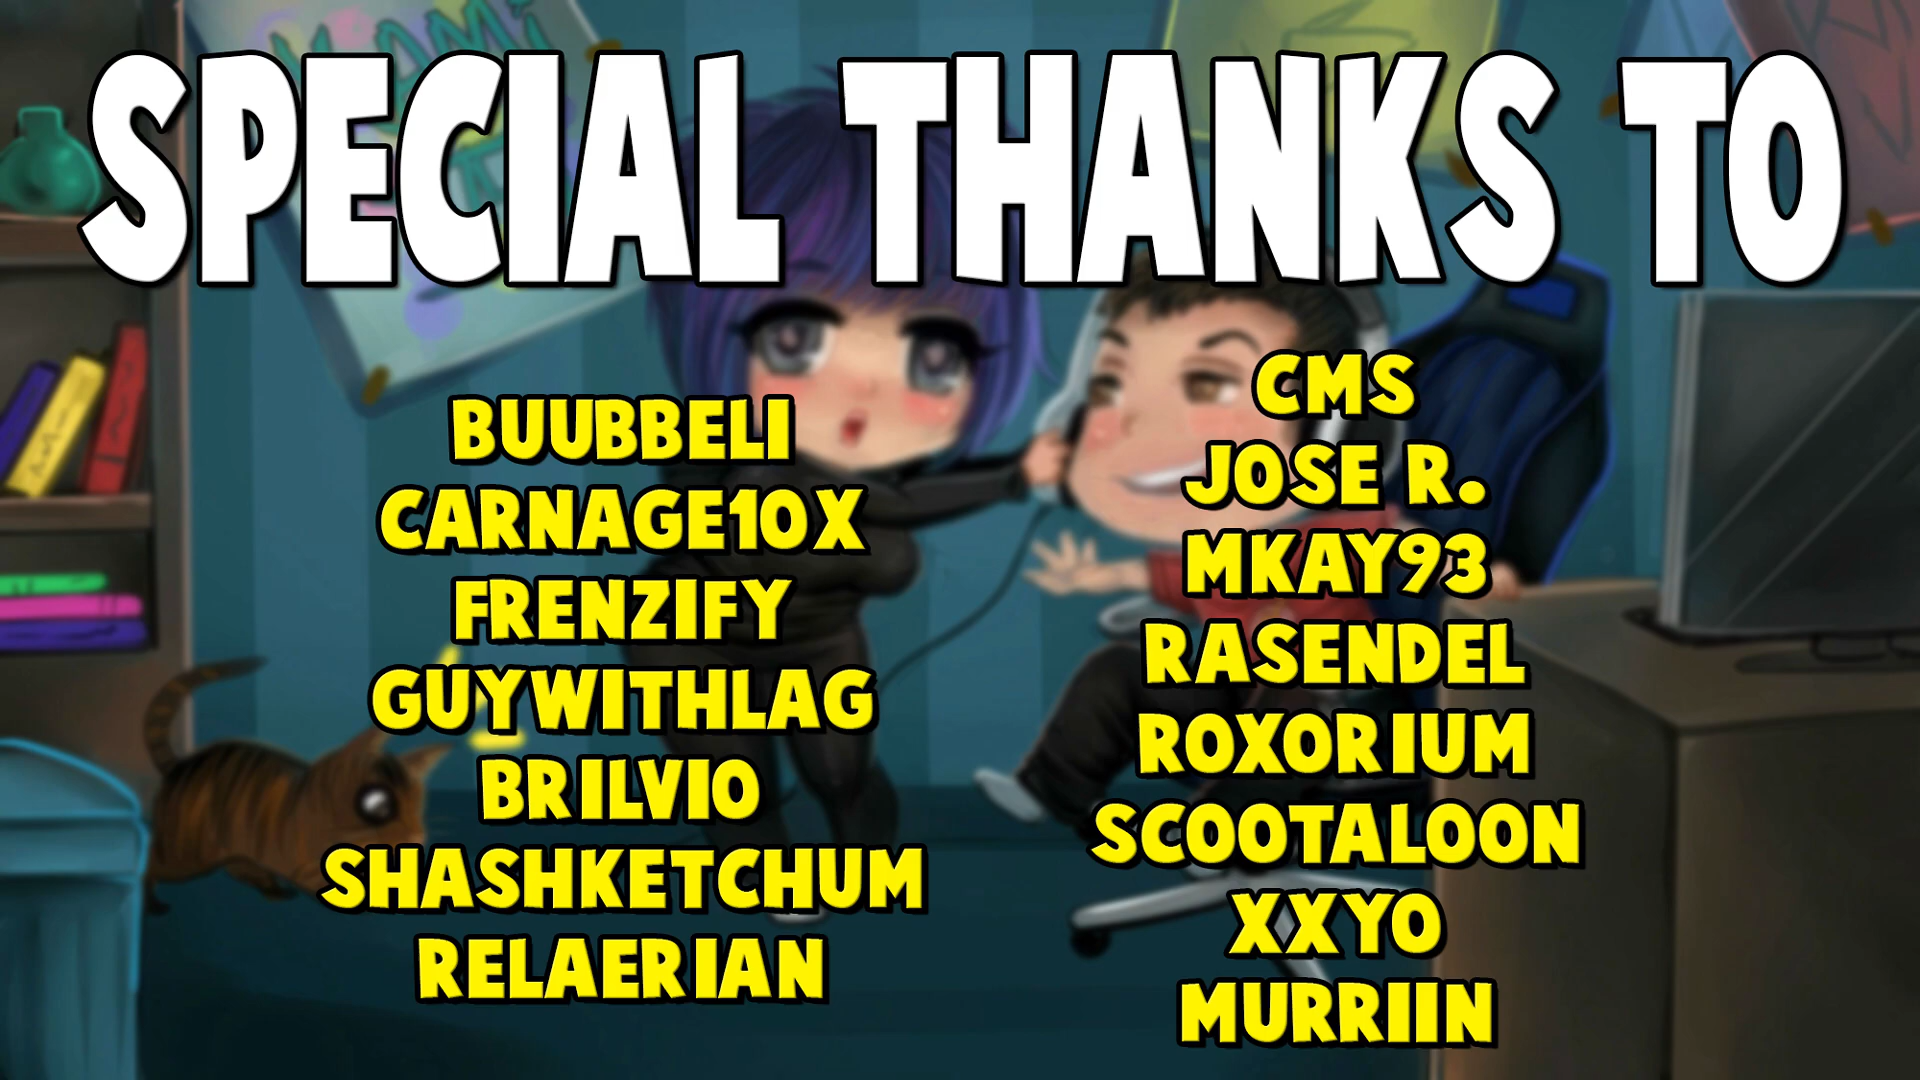 SPECIAL THANKS TO
BUUBBELI
CARNAGE10X
FRENZIFY
GUYWITHLAG
BRILVIO
SHASHKETCHUM
RELAERIAN
CMS
JOSE R.
MKAY93
RASENDEL
ROXORIUM
SCOOTALOON
XXYO
MURRIIN